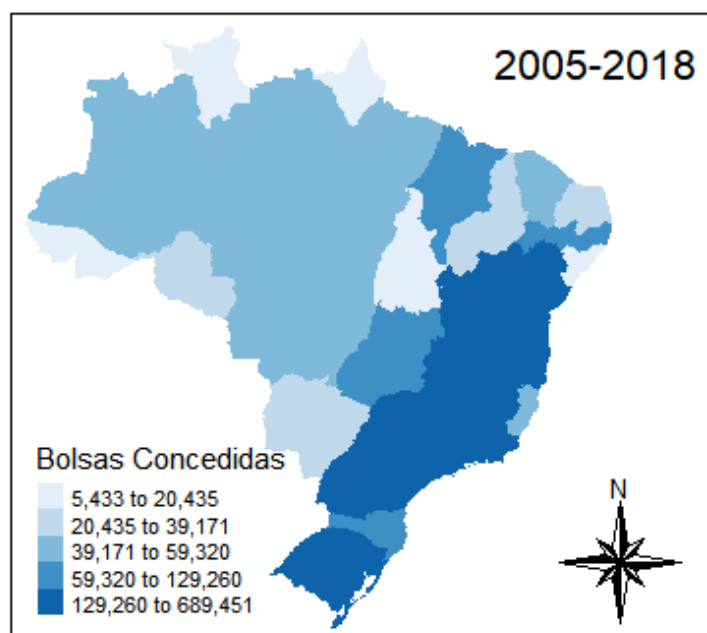 2005-2018
Bolsas Concedidas
5,433 to 20,435
20,435 to 39,171
39,171 to 59,320
59,320 to 129,260
129,260 to 689,451
N